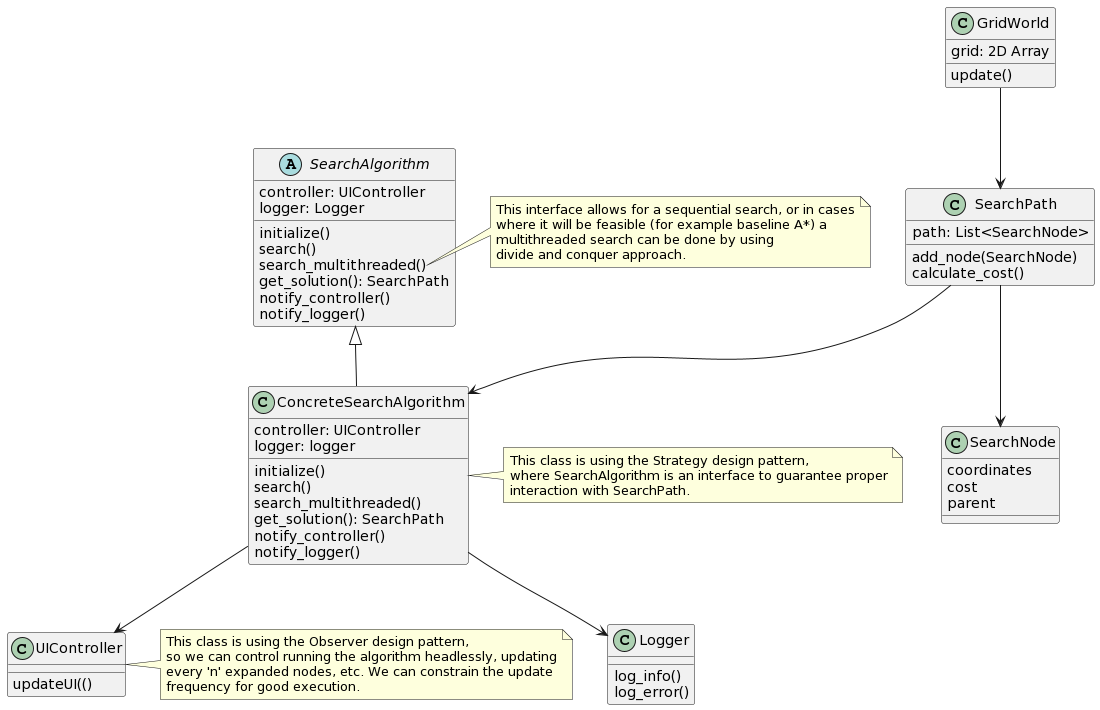 C GridWorld
grid: 2D Array
update()
A SearchAlgorithm
controller: UIController
logger: Logger
initialize()
search()
search_multithreaded()
get_solution(): SearchPath
notify_controller()
notify_logger()
This interface allows for a sequential search, or in cases
where it will be feasible (for example baseline A*) a
multithreaded search can be done by using
divide and conquer approach.
C SearchPath
path: List<SearchNode>
add_node(SearchNode)
calculate_cost()
C ConcreteSearchAlgorithm
controller: UIController
logger: logger
initialize()
search()
search_multithreaded()
get_solution(): SearchPath
notify_controller()
notify_logger()
This class is using the Strategy design pattern,
where SearchAlgorithm is an interface to guarantee proper
interaction with SearchPath.
C SearchNode
coordinates
cost
parent
C UIController
updateUI(()
This class is using the Observer design pattern,
so we can control running the algorithm headlessly, updating
every 'n' expanded nodes, etc. We can constrain the update
frequency for good execution.
C Logger
log_info()
log_error()